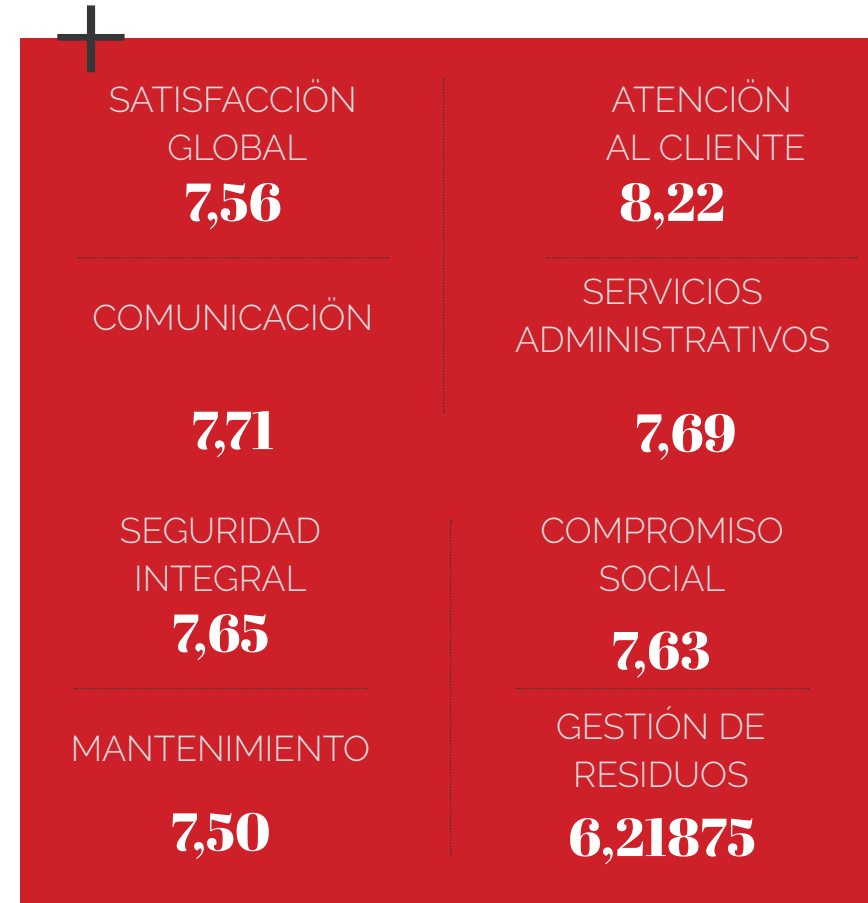 SATISFACCIÖN
GLOBAL
7,56
ATENCIÖN
AL CLIENTE
8,22
COMUNICACIÖN
7,71
SERVICIOS
ADMINISTRATIVOS
7,69
SEGURIDAD
INTEGRAL
7,65
COMPROMISO
SOCIAL
7,63
MANTENIMIENTO
7,50
GESTIÓN DE
RESIDUOS
6,21875